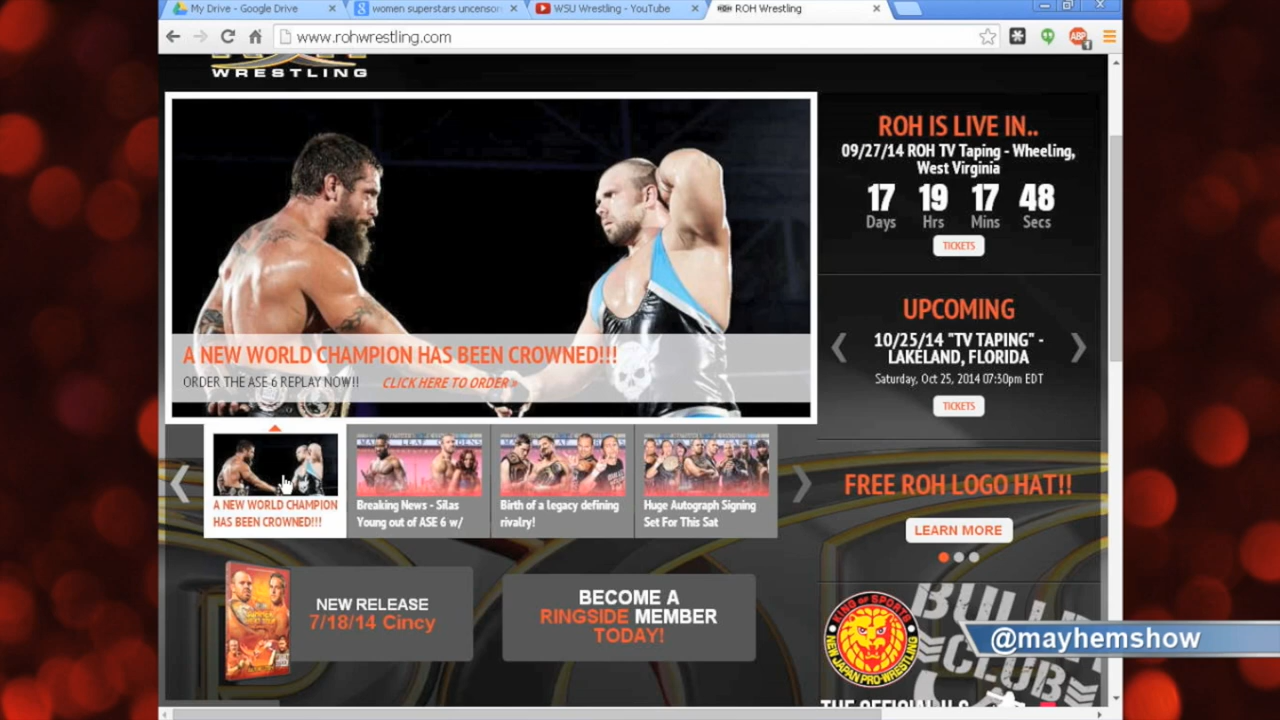 My Drive - Google Drive
women superstars uncensor
WSU Wrestling - YouTube
ROH Wrestling
www.rohwrestling.com
ABP
WRESTLING
A NEW WORLD CHAMPION HAS BEEN CROWNED!!!
ORDER THE ASE 6 REPLAY NOW!! CLICK HERE TO ORDER »
A NEW WORLD CHAMPION
HAS BEEN CROWNED!!!
Breaking News - Silas
Young out of ASE 6 w/
Birth of a legacy defining
rivalry!
Huge Autograph Signing
Set For This Sat
NEW RELEASE
7/18/14 Cincy
BECOME A
RINGSIDE MEMBER
TODAY!
ROH IS LIVE IN..
09/27/14 ROH TV Taping - Wheeling,
West Virginia
17 19 17 48
Days Hrs Mins Secs
TICKETS
UPCOMING
10/25/14 "TV TAPING" -
LAKELAND, FLORIDA
Saturday, Oct 25, 2014 07:30pm EDT
TICKETS
FREE ROH LOGO HAT!!
LEARN MORE
KING OF SPORTS
NEW JAPAN PRO-WRESTLING
BULLET
CLUB
@mayhemshow
THE OFFICIAL U.S.